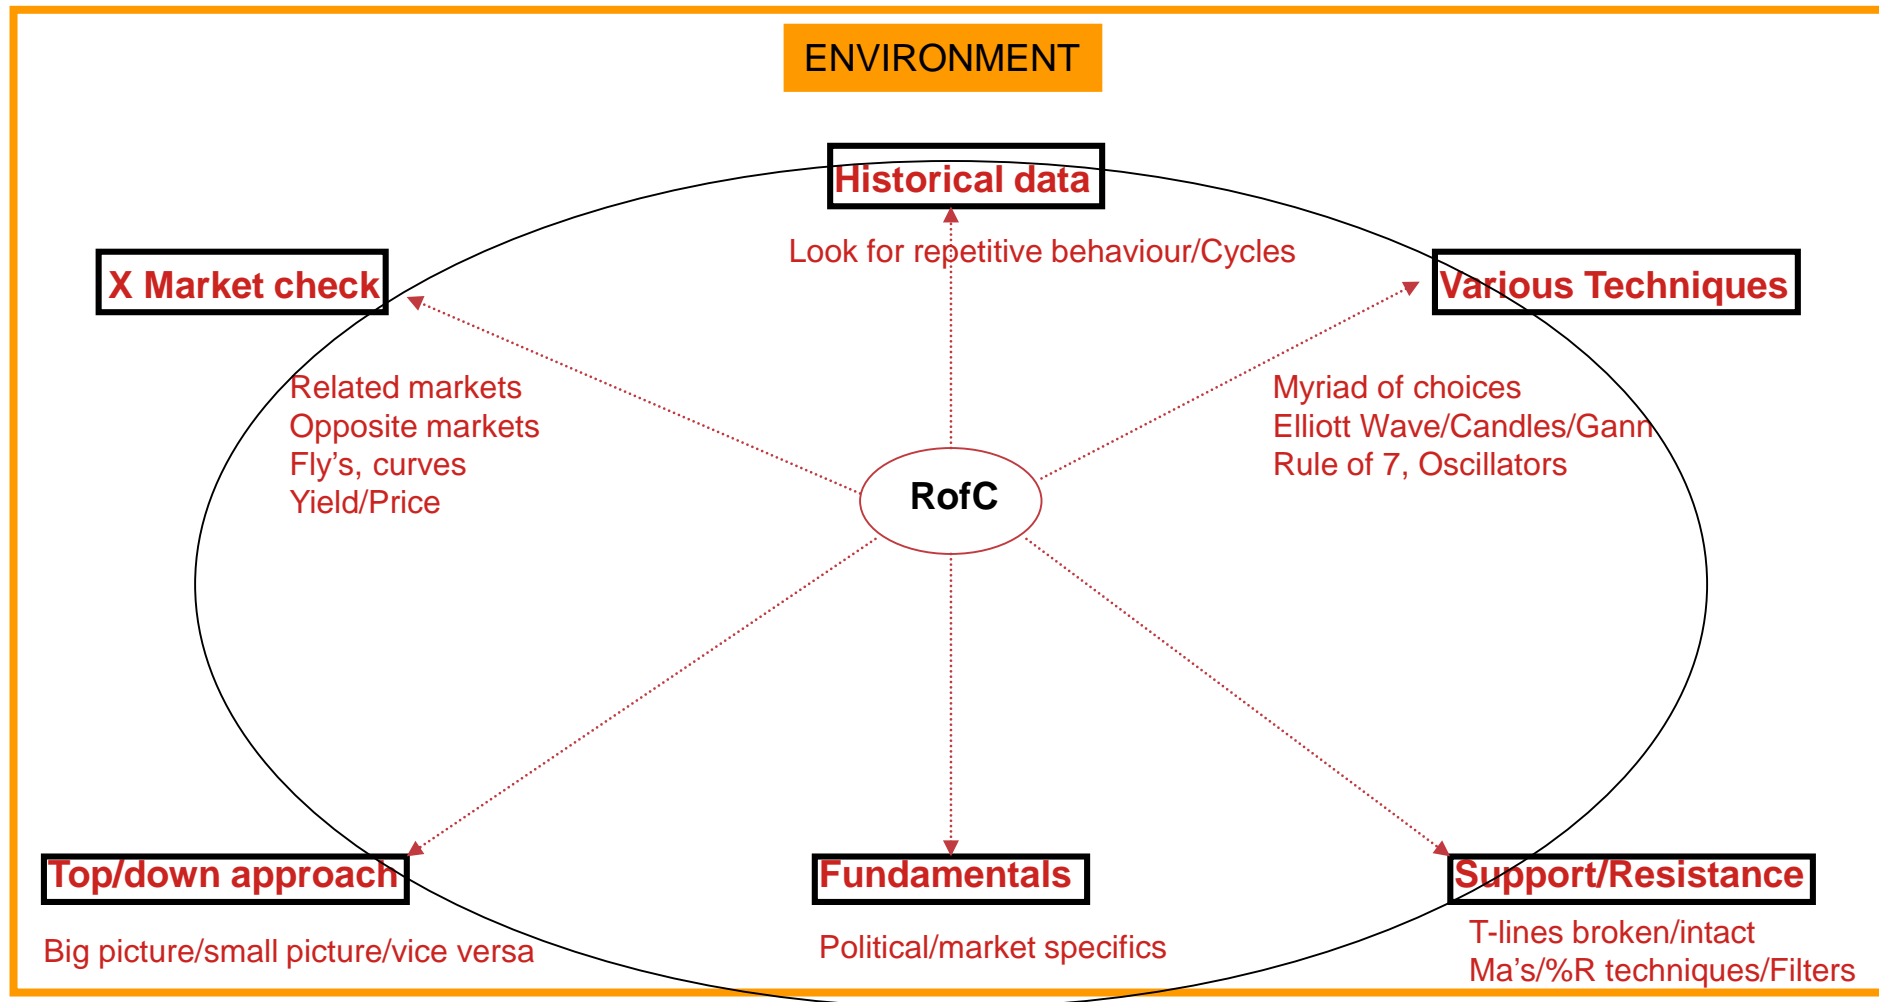 ENVIRONMENT
Historical data
Look for repetitive behaviour/Cycles
X Market check
Related markets
Opposite markets
Fly's, curves
Yield/Price
Various Techniques
Myriad of choices
Elliott Wave/Candles/Gann
Rule of 7, Oscillators
RofC
Top/down approach
Big picture/small picture/vice versa
Fundamentals
Political/market specifics
Support/Resistance
T-lines broken/intact
Ma's/%R techniques/Filters